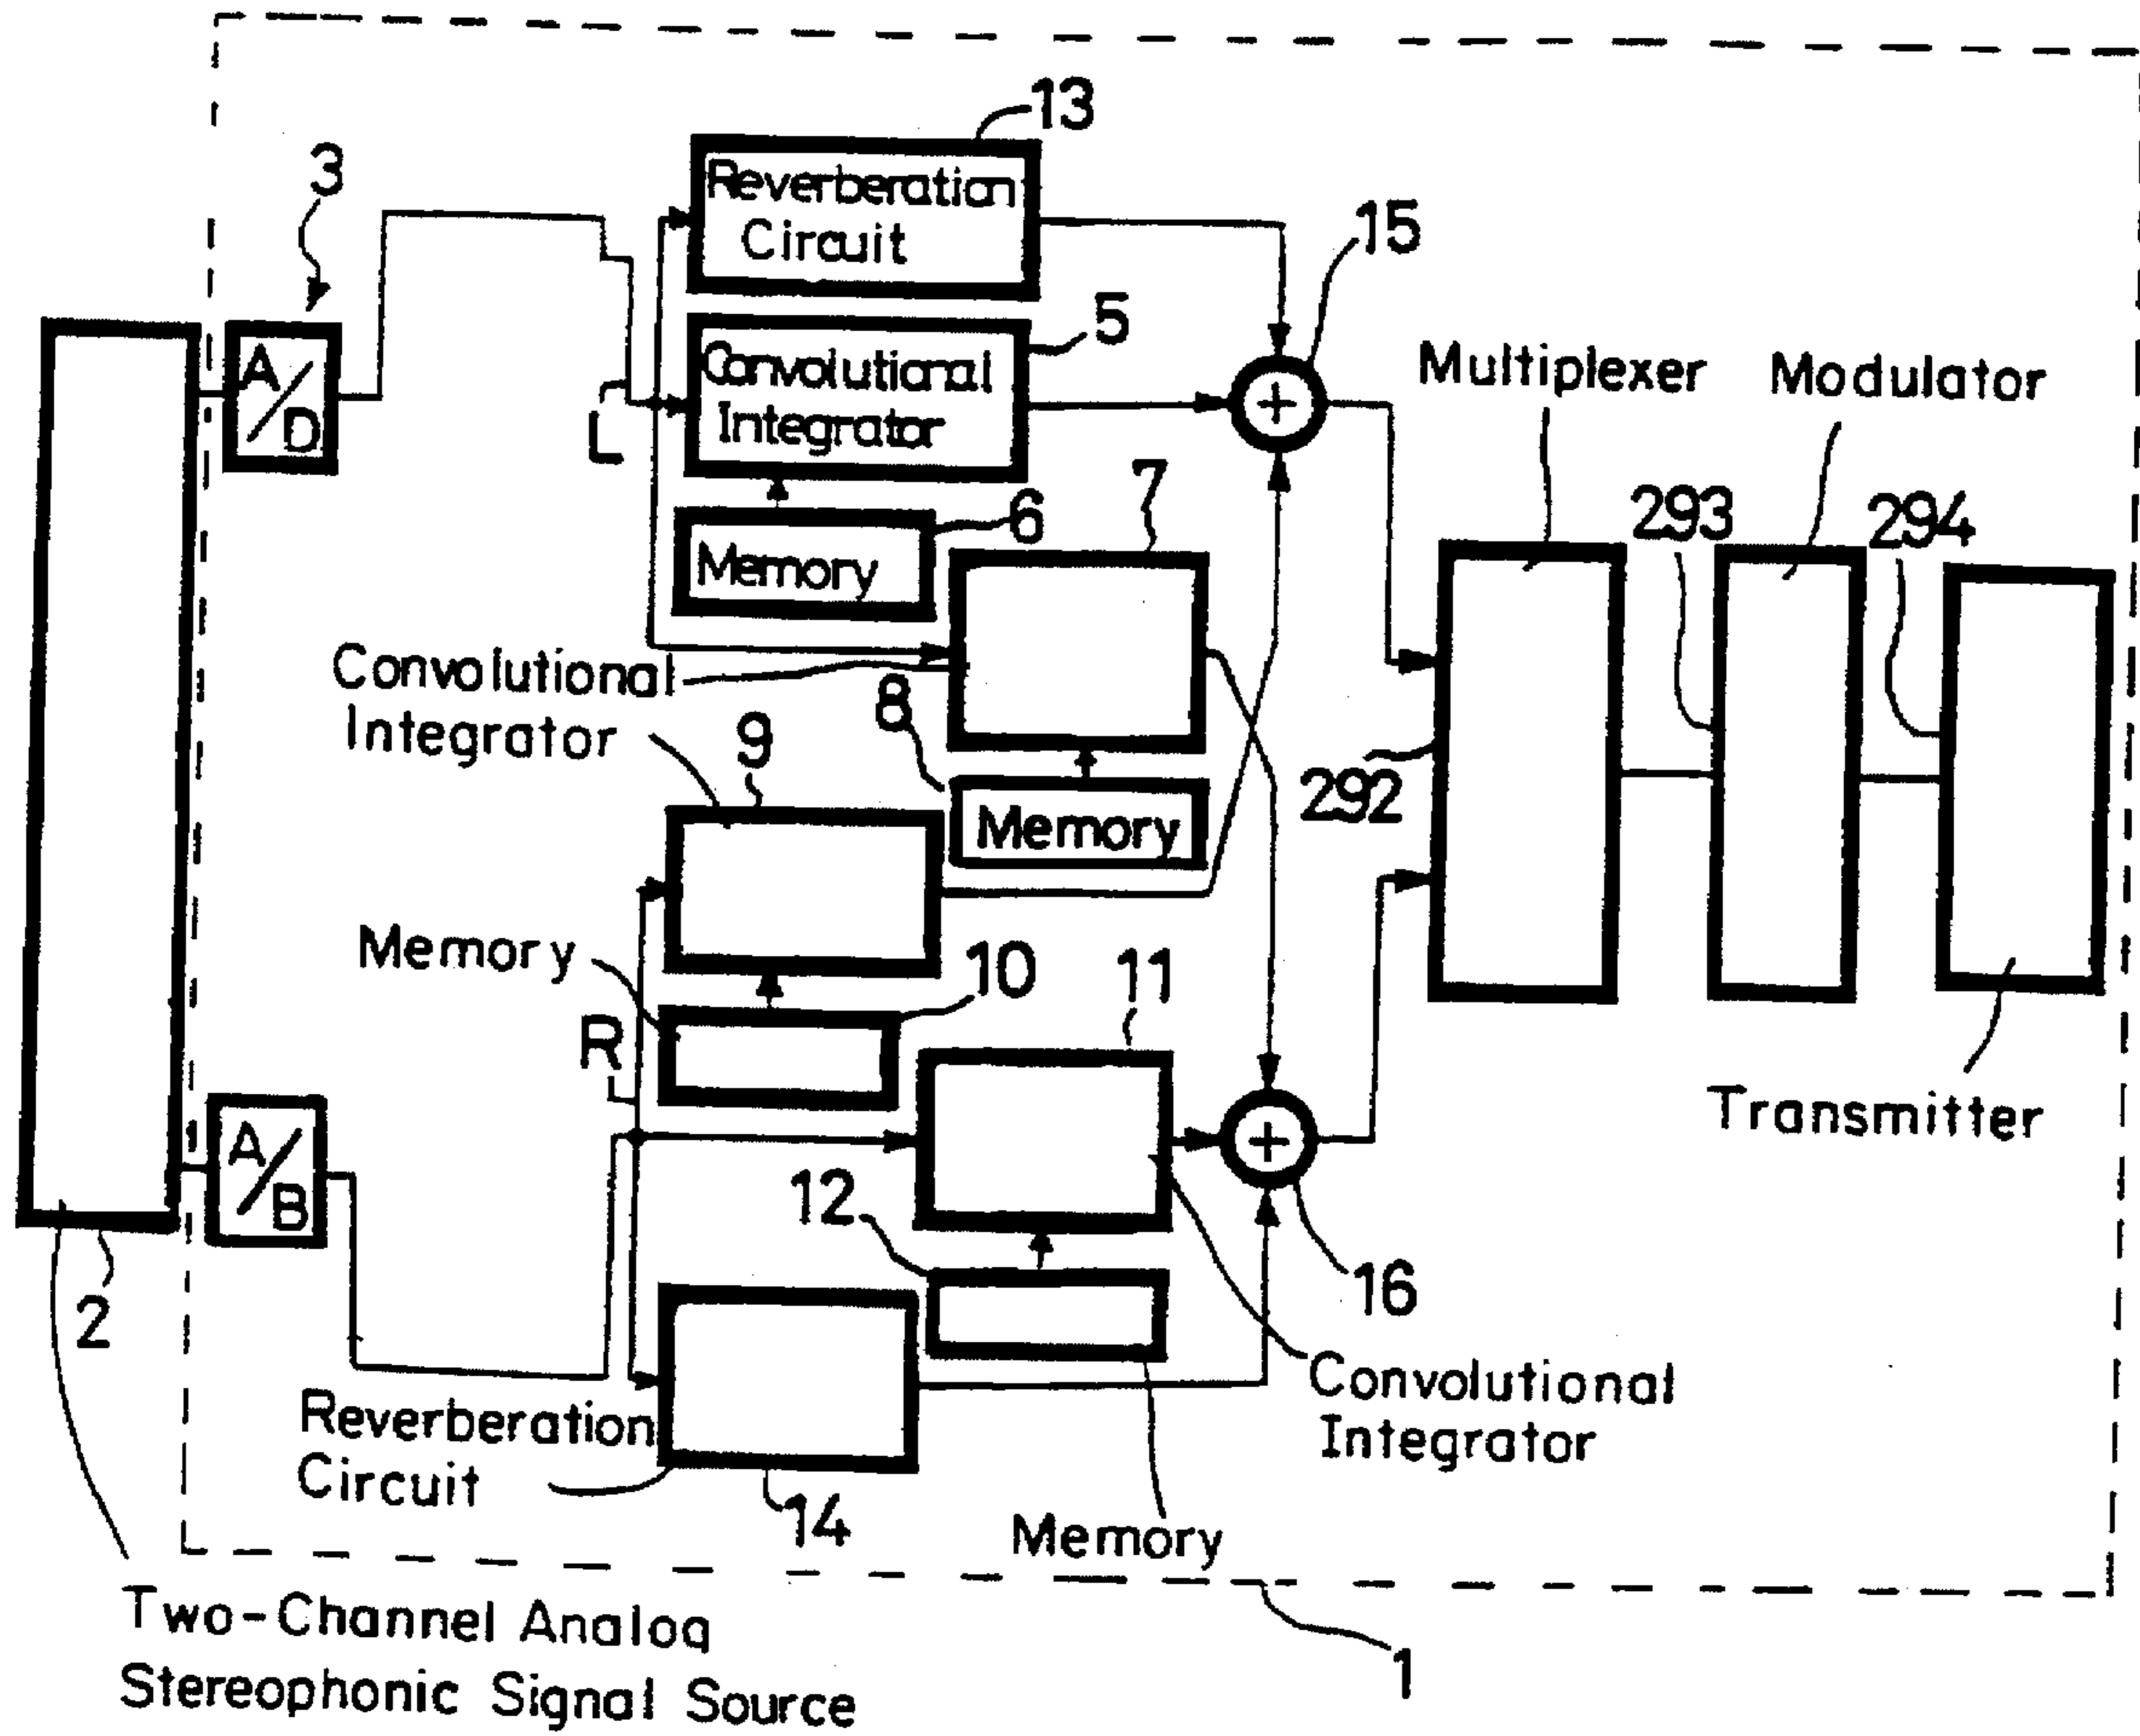 13
3
Reverberation
Circuit
15
5
A/D
Convolutional
Integrator
L
Multiplexer
Modulator
7
6
Memory
293
294
Convolutional
Integrator
8
9
292
Memory
Memory
10
11
R
Transmitter
A/B
12
16
2
Convolutional
Integrator
Reverberation
Circuit
14
Memory
Two-Channel Analog
Stereophonic Signal Source
1